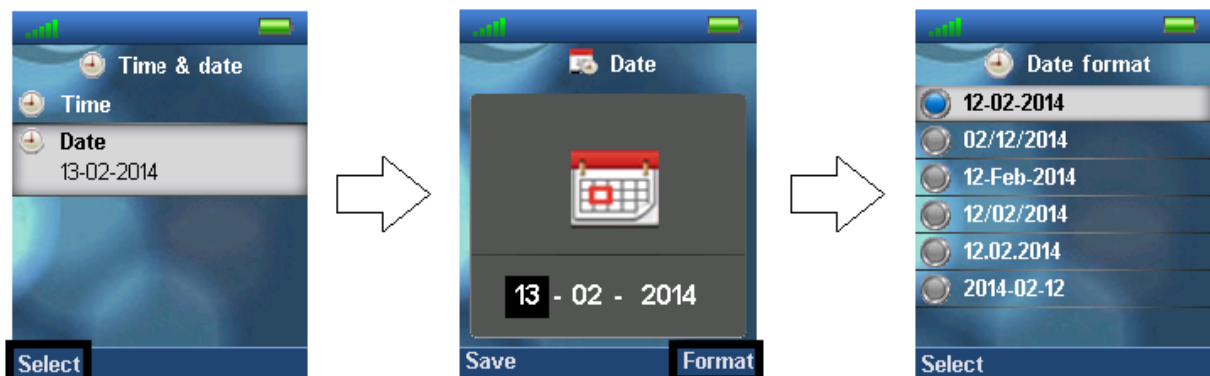 Time & date
Time
Date
13-02-2014
Select
Date
13 - 02 - 2014
Save Format
Date format
12-02-2014
02/12/2014
12-Feb-2014
12/02/2014
12.02.2014
2014-02-12
Select